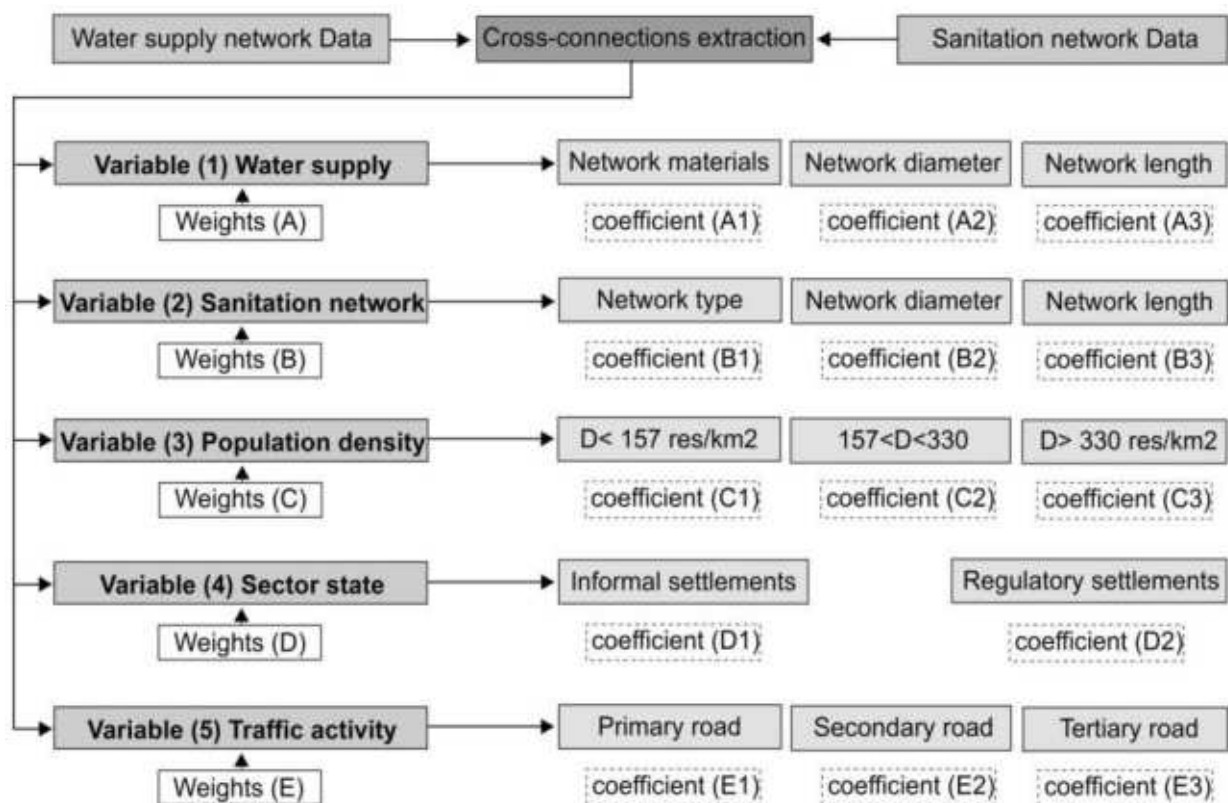 Water supply network Data
Cross-connections extraction
Sanitation network Data
Variable (1) Water supply
Network materials
Network diameter
Network length
Weights (A)
coefficient (A1)
coefficient (A2)
coefficient (A3)
Variable (2) Sanitation network
Network type
Network diameter
Network length
Weights (B)
coefficient (B1)
coefficient (B2)
coefficient (B3)
Variable (3) Population density
D< 157 res/km2
157<D<330
D> 330 res/km2
Weights (C)
coefficient (C1)
coefficient (C2)
coefficient (C3)
Variable (4) Sector state
Informal settlements
Regulatory settlements
Weights (D)
coefficient (D1)
coefficient (D2)
Variable (5) Traffic activity
Primary road
Secondary road
Tertiary road
Weights (E)
coefficient (E1)
coefficient (E2)
coefficient (E3)